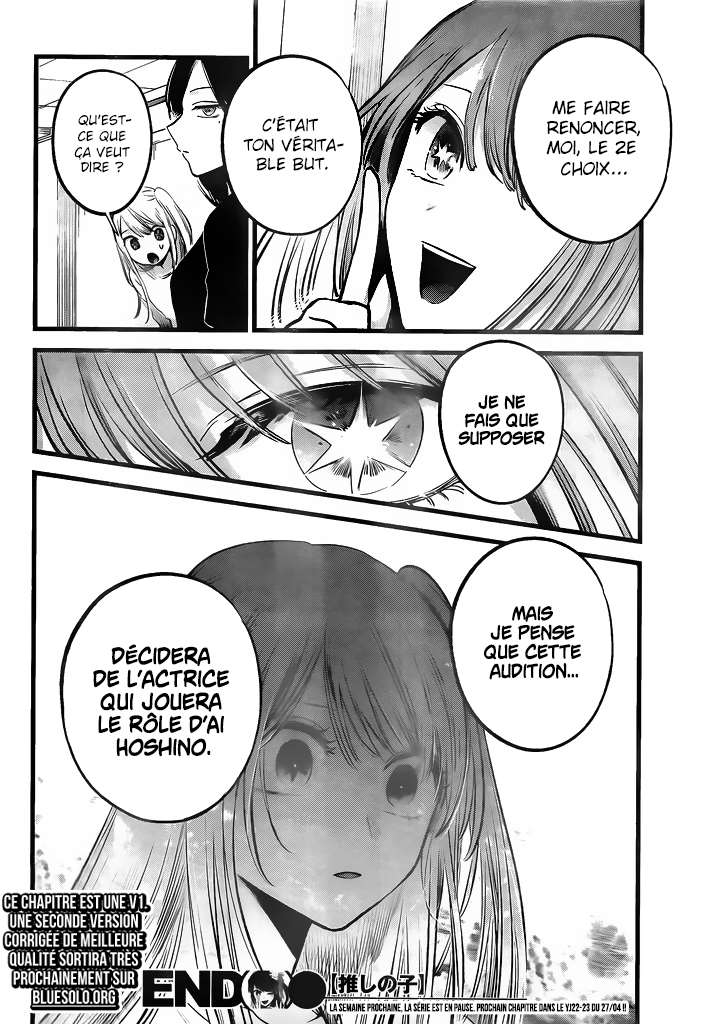 ME FAIRE
RENONCER,
MOI, LE 2E
CHOIX...
C'ÉTAIT
TON VÉRITA-
BLE BUT.
QU'EST-
CE QUE
ÇA VEUT
DIRE ?
JE NE
FAIS QUE
SUPPOSER
MAIS
JE PENSE
QUE CETTE
AUDITION...
DÉCIDERA
DE L'ACTRICE
QUI JOUERA
LE RÔLE D'AI
HOSHINO.
CE CHAPITRE EST UNE V1.
UNE SECONDE VERSION
CORRIGÉE DE MEILLEURE
QUALITÉ SORTIRA TRÈS
PROCHAINEMENT SUR
BLUESOLO.ORG
END
【推しの子】
LA SEMAINE PROCHAINE, LA SÉRIE EST EN PAUSE. PROCHAIN CHAPITRE DANS LE YJ22-23 DU 27/04 !!